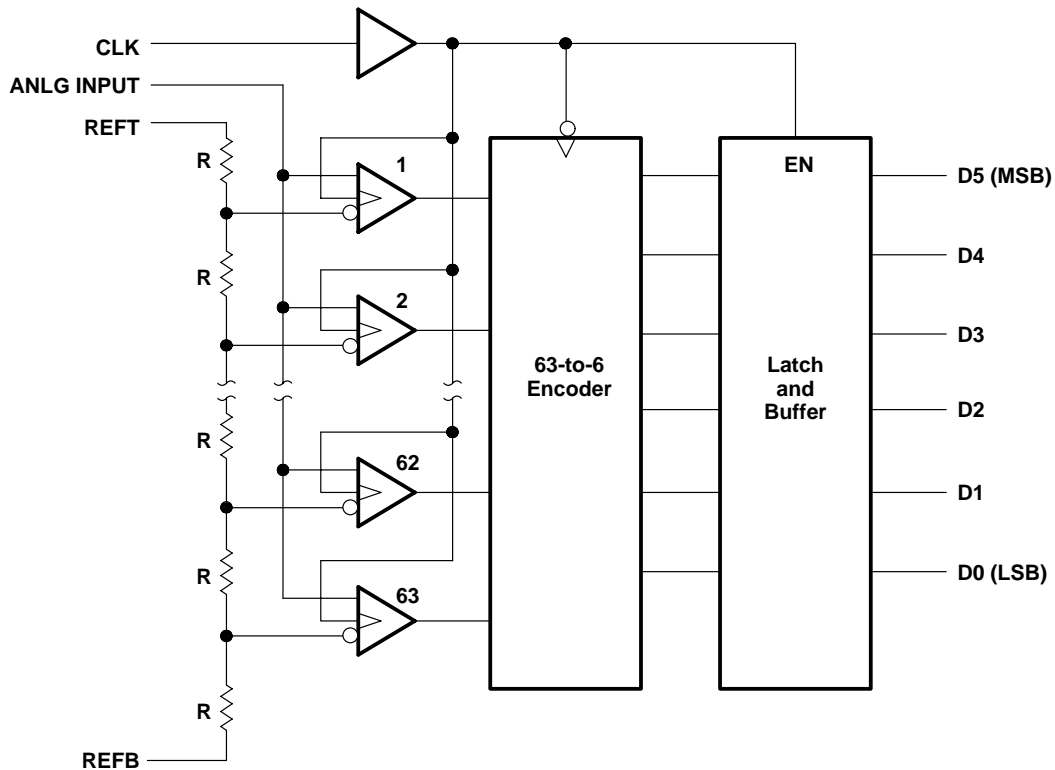 CLK
ANLG INPUT
REFT
R
1
EN
D5 (MSB)
R
2
D4
D3
63-to-6
Encoder
Latch
and
Buffer
D2
R
62
D1
R
63
D0 (LSB)
R
REFB